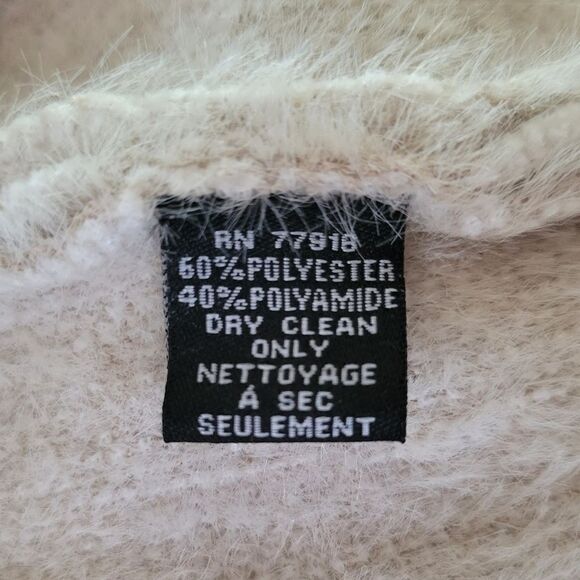 RN 77918
60%POLYESTER
40%POLYAMIDE
DRY CLEAN
ONLY
NETTOYAGE
Á SEC
SEULEMENT